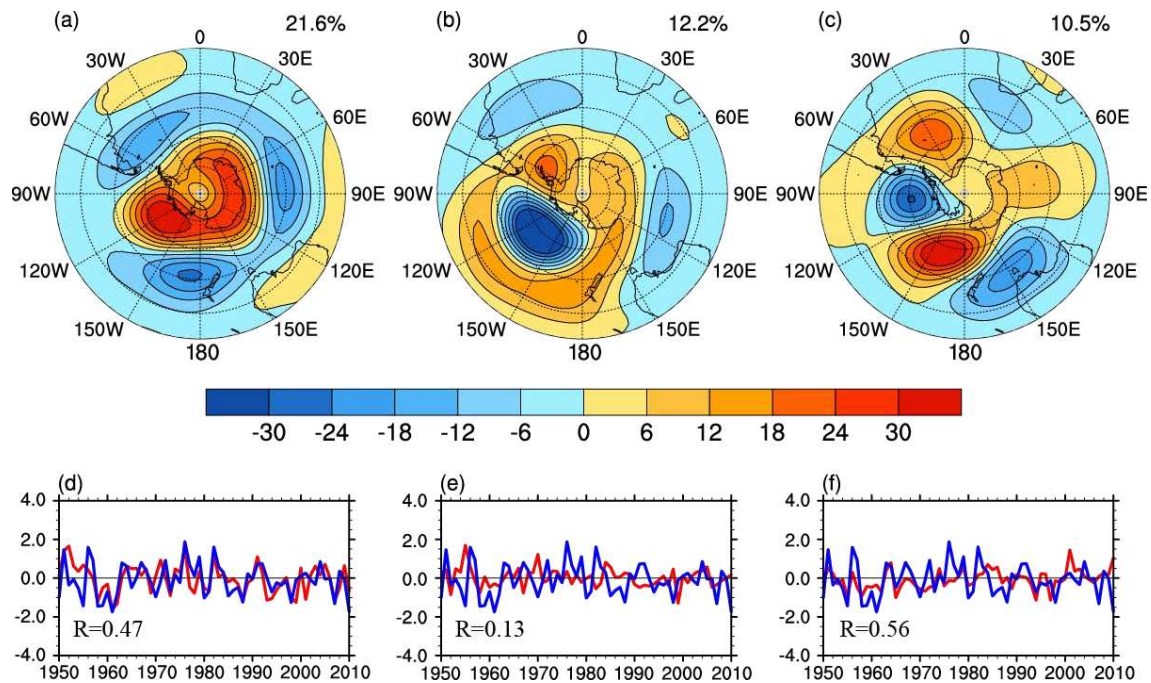 (a) 21.6% (b) 12.2% (c) 10.5%
0 0 0
30W 30E 30W 30E 30W 30E
60W 60E 60W 60E 60W 60E
90W 90E 90W 90E 90W 90E
120W 120E 120W 120E 120W 120E
150W 150E 150W 150E 150W 150E
180 180 180
-30 -24 -18 -12 -6 0 6 12 18 24 30
(d) (e) (f)
4.0 4.0 4.0
2.0 2.0 2.0
0.0 0.0 0.0
-2.0 -2.0 -2.0
R=0.47 R=0.13 R=0.56
-4.0 -4.0 -4.0
1950 1960 1970 1980 1990 2000 2010 1950 1960 1970 1980 1990 2000 2010 1950 1960 1970 1980 1990 2000 2010